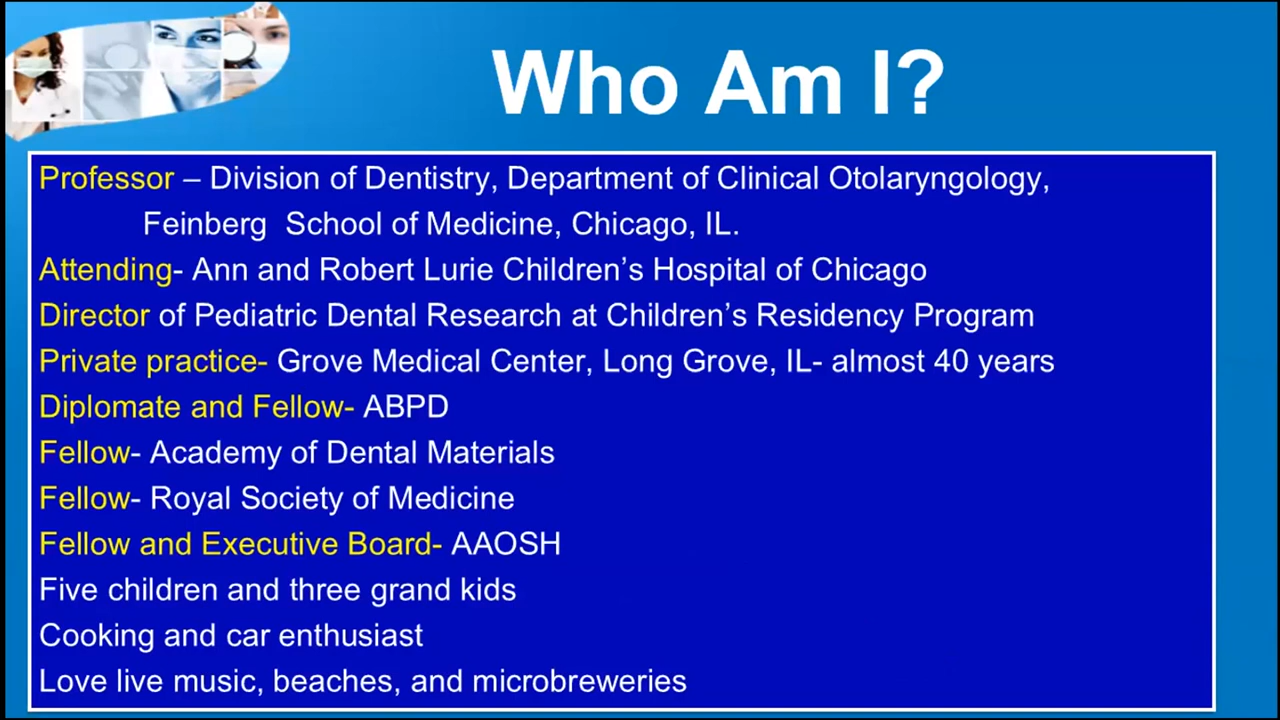 Who Am I?
Professor – Division of Dentistry, Department of Clinical Otolaryngology,
Feinberg  School of Medicine, Chicago, IL.
Attending- Ann and Robert Lurie Children’s Hospital of Chicago
Director of Pediatric Dental Research at Children’s Residency Program
Private practice- Grove Medical Center, Long Grove, IL- almost 40 years
Diplomate and Fellow- ABPD
Fellow- Academy of Dental Materials
Fellow- Royal Society of Medicine
Fellow and Executive Board- AAOSH
Five children and three grand kids
Cooking and car enthusiast
Love live music, beaches, and microbreweries